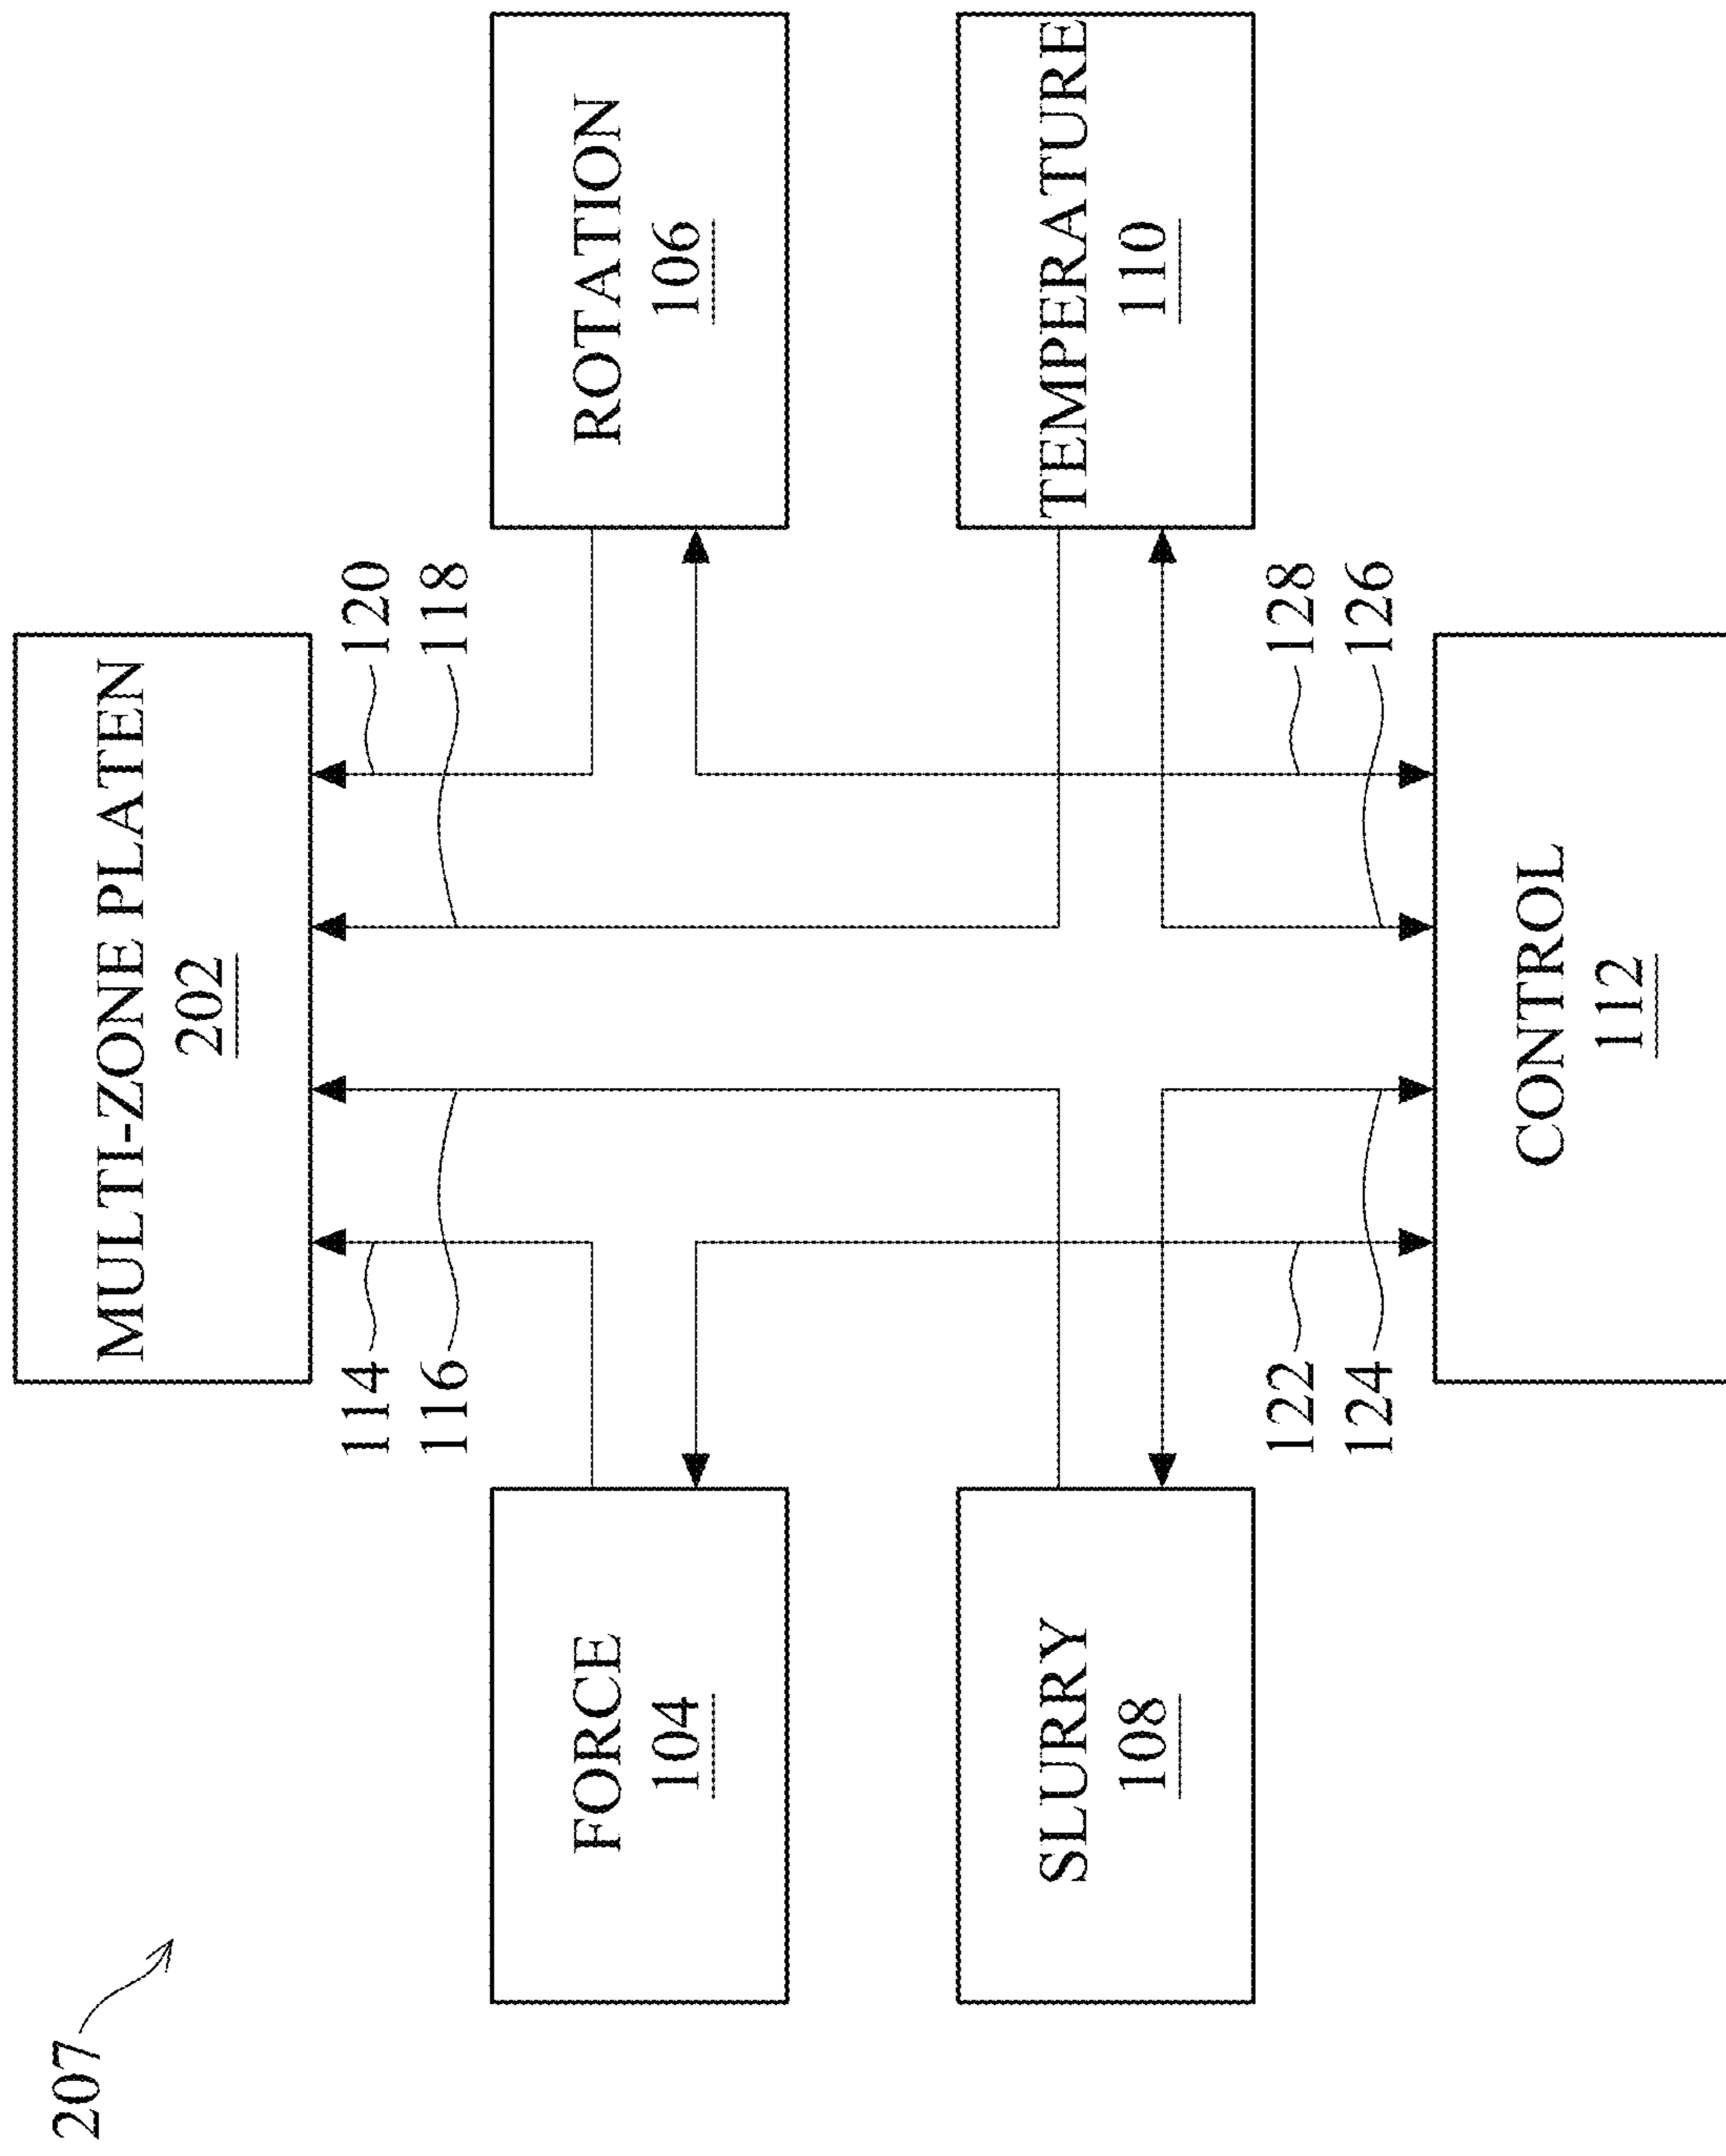 207
FORCE
104
SLURRY
108
114
116
122
124
MULTI-ZONE PLATEN
202
CONTROL
112
120
118
128
126
ROTATION
106
TEMPERATURE
110